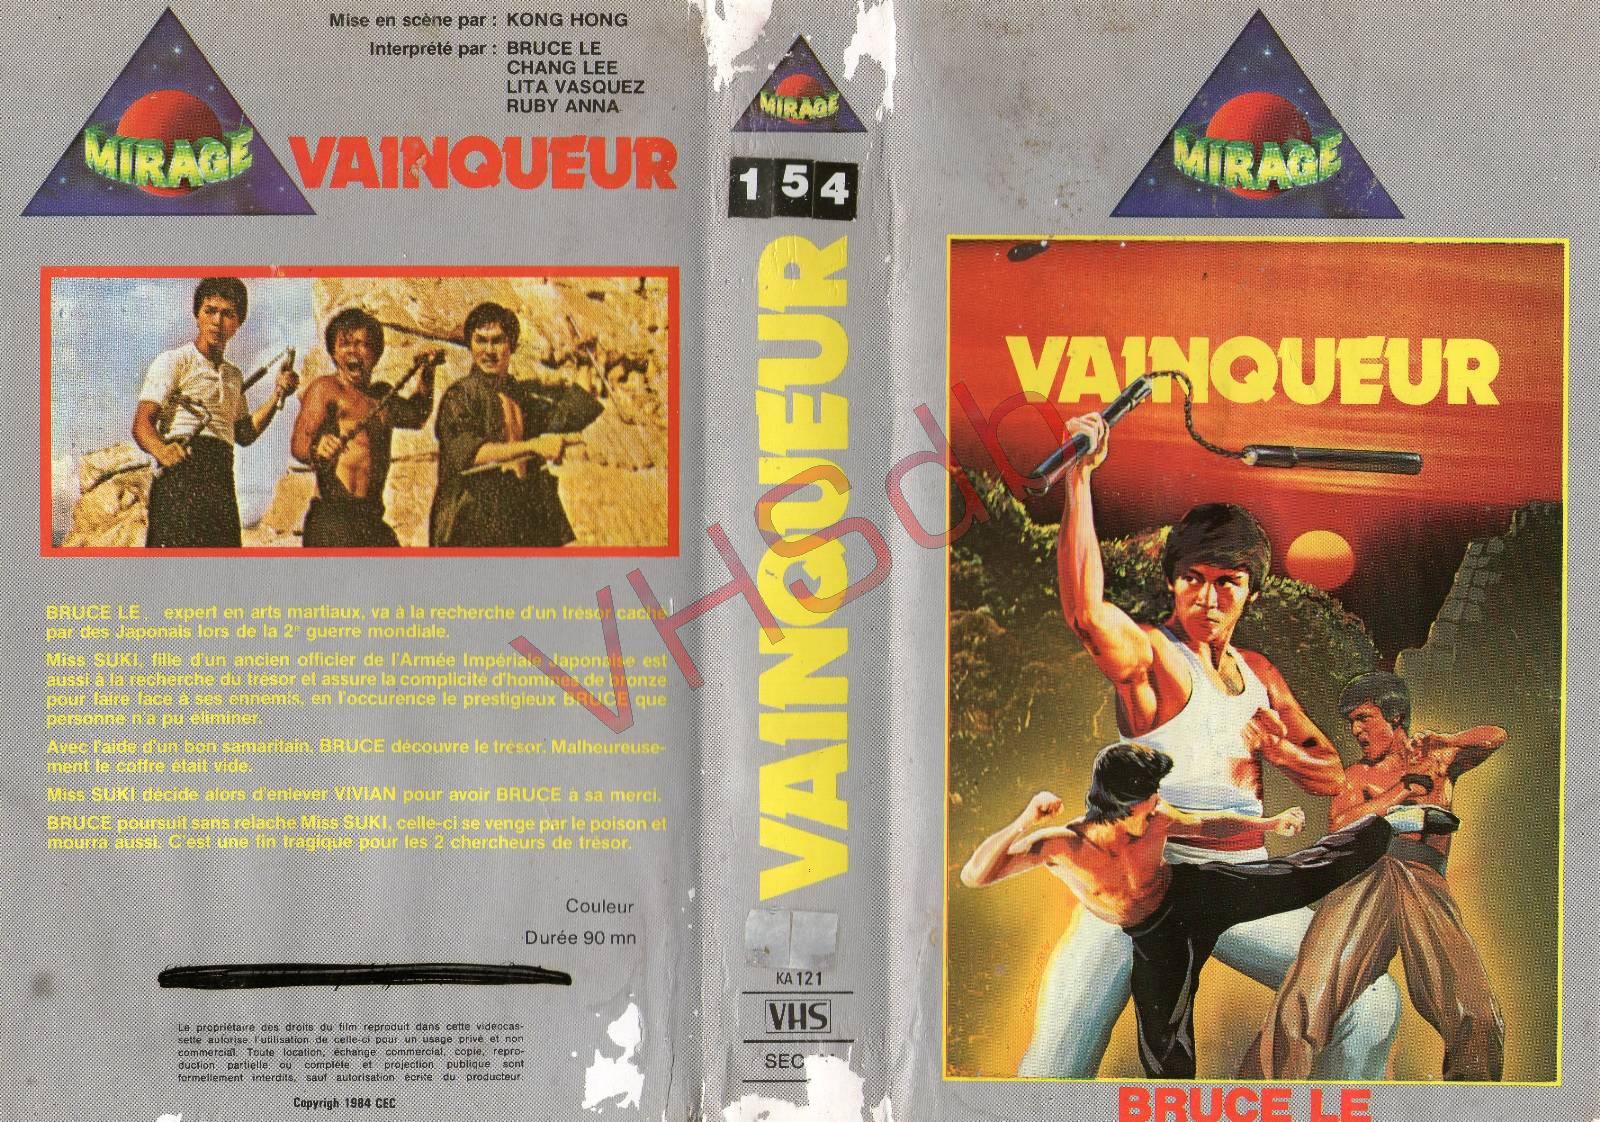 Mise en scène par : KONG HONG
Interprété par : BRUCE LE
CHANG LEE
LITA VASQUEZ
RUBY ANNA
MIRAGE
VAINQUEUR
BRUCE LE. expert en arts martiaux, va à la recherche d'un trésor caché
par des Japonais lors de la 2e guerre mondiale.
Miss SUKI, fille d'un ancien officier de l'Armée Impériale Japonaise est
aussi à la recherche du trésor et assure la complicité d'hommes de bronze
pour faire face à ses ennemis, en l'occurence le prestigieux BRUCE que
personne n'a pu eliminer.
Avec l'aide d'un bon samaritain, BRUCE découvre le trésor. Malheureuse-
ment le coffre était vide.
Miss SUKI décide alors d'enlever VIVIAN pour avoir BRUCE à sa merci.
BRUCE poursuit sans relache Miss SUKI, celle-ci se venge par le poison et
mourra aussi. C'est une fin tragique pour les 2 chercheurs de trésor.
Couleur
Durée 90 mn
Le propriétaire des droits du film reproduit dans cette videocas-
sette autorise l'utilisation de celle-ci pour un usage privé et non
commercial. Toute location, échange commercial, copie, repro-
duction partielle ou complète et projection publique sont
formellement interdits, sauf autorisation écrite du producteur.
Copyrigh 1984 CEC
MIRAGE
154
VAINQUEUR
KA 121
VHS
SEC
MIRAGE
VAINQUEUR
BRUCE LE
VHSdb